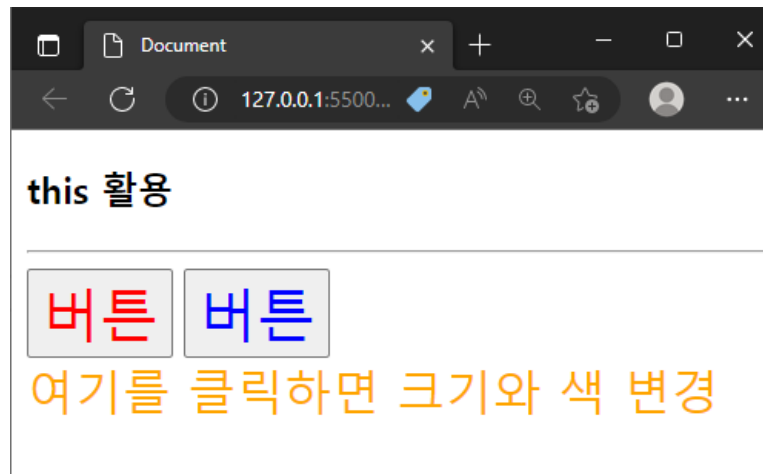 Document
127.0.0.1:5500...
this 활용
버튼 버튼
여기를 클릭하면 크기와 색 변경